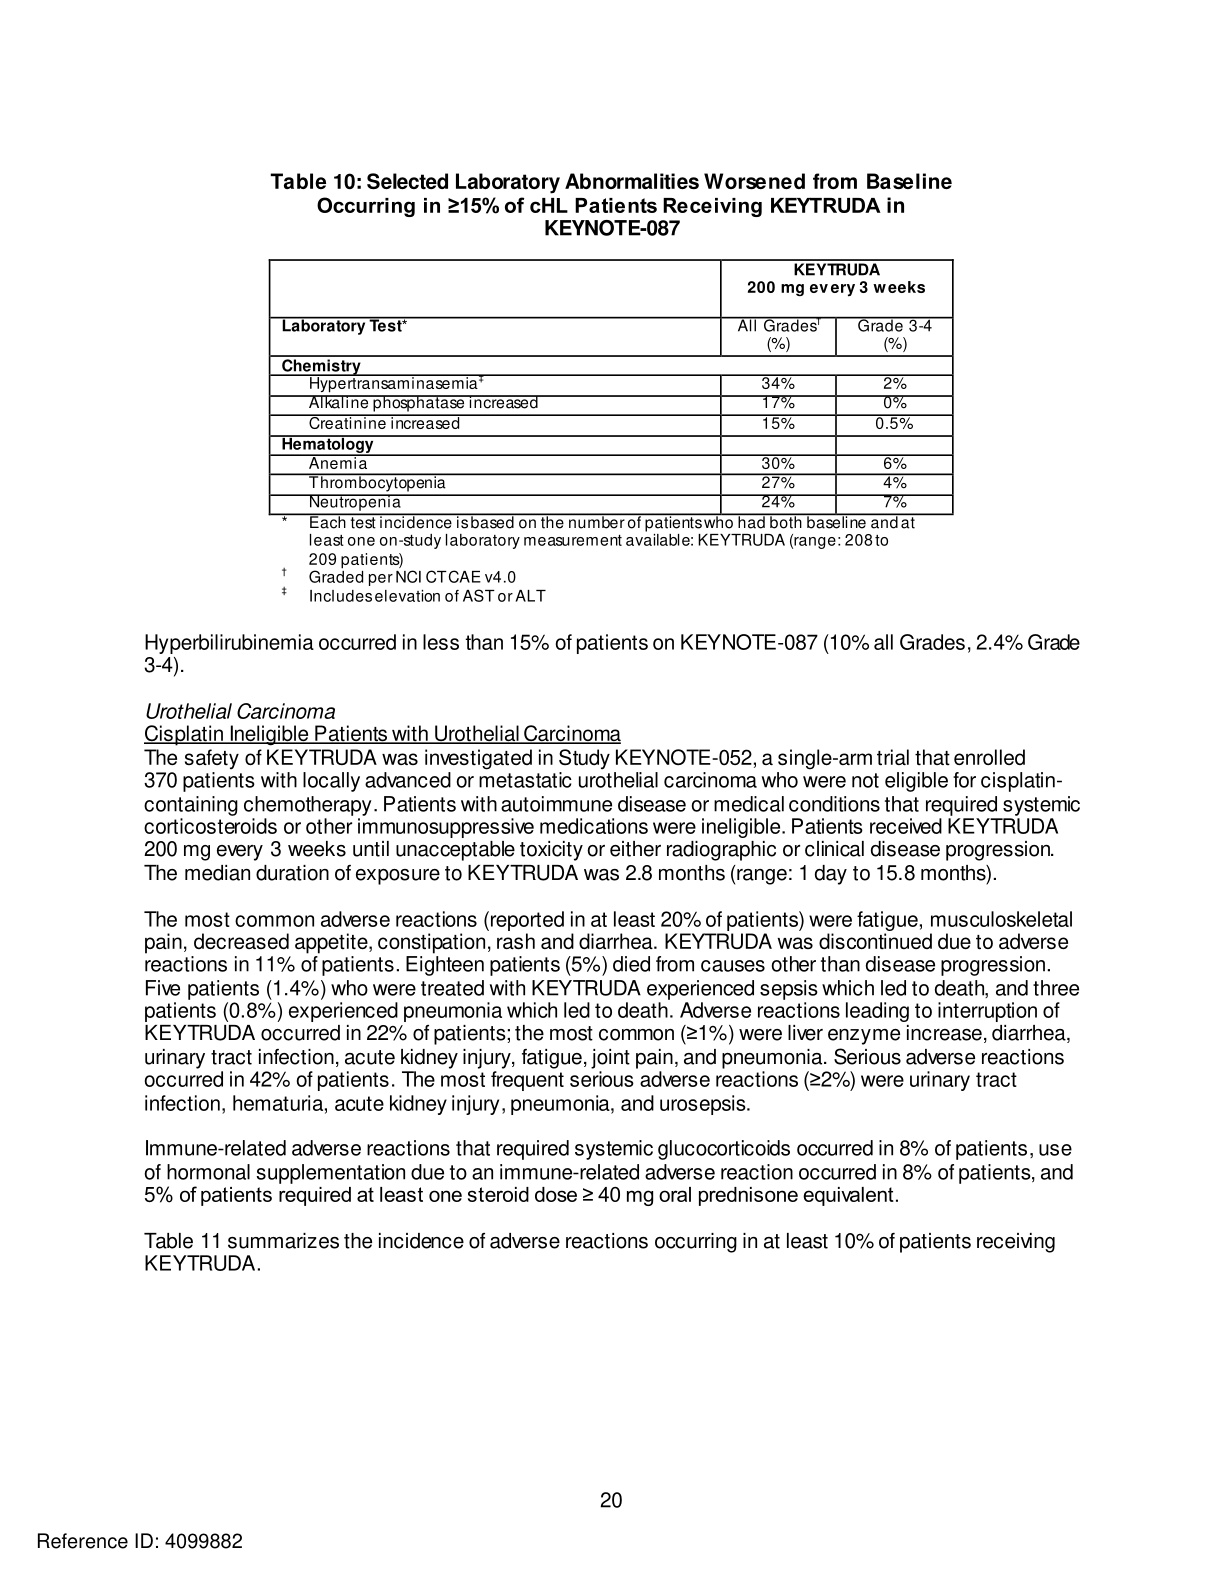 Table 10: Selected Laboratory Abnormalities Worsened from Baseline
Occurring in ≥15% of cHL Patients Receiving KEYTRUDA in
KEYNOTE-087
KEYTRUDA
200 mg every 3 weeks
Laboratory Test* All Grades† Grade 3-4
(%) (%)
Chemistry
Hypertransaminasemia‡ 34% 2%
Alkaline phosphatase increased 17% 0%
Creatinine increased 15% 0.5%
Hematology
Anemia 30% 6%
Thrombocytopenia 27% 4%
Neutropenia 24% 7%
* Each test incidence is based on the number of patients who had both baseline and at
least one on-study laboratory measurement available: KEYTRUDA (range: 208 to
209 patients)
† Graded per NCI CTCAE v4.0
‡ Includes elevation of AST or ALT
Hyperbilirubinemia occurred in less than 15% of patients on KEYNOTE-087 (10% all Grades, 2.4% Grade
3-4).
Urothelial Carcinoma
Cisplatin Ineligible Patients with Urothelial Carcinoma
The safety of KEYTRUDA was investigated in Study KEYNOTE-052, a single-arm trial that enrolled
370 patients with locally advanced or metastatic urothelial carcinoma who were not eligible for cisplatin-
containing chemotherapy. Patients with autoimmune disease or medical conditions that required systemic
corticosteroids or other immunosuppressive medications were ineligible. Patients received KEYTRUDA
200 mg every 3 weeks until unacceptable toxicity or either radiographic or clinical disease progression.
The median duration of exposure to KEYTRUDA was 2.8 months (range: 1 day to 15.8 months).
The most common adverse reactions (reported in at least 20% of patients) were fatigue, musculoskeletal
pain, decreased appetite, constipation, rash and diarrhea. KEYTRUDA was discontinued due to adverse
reactions in 11% of patients. Eighteen patients (5%) died from causes other than disease progression.
Five patients (1.4%) who were treated with KEYTRUDA experienced sepsis which led to death, and three
patients (0.8%) experienced pneumonia which led to death. Adverse reactions leading to interruption of
KEYTRUDA occurred in 22% of patients; the most common (≥1%) were liver enzyme increase, diarrhea,
urinary tract infection, acute kidney injury, fatigue, joint pain, and pneumonia. Serious adverse reactions
occurred in 42% of patients. The most frequent serious adverse reactions (≥2%) were urinary tract
infection, hematuria, acute kidney injury, pneumonia, and urosepsis.
Immune-related adverse reactions that required systemic glucocorticoids occurred in 8% of patients, use
of hormonal supplementation due to an immune-related adverse reaction occurred in 8% of patients, and
5% of patients required at least one steroid dose ≥ 40 mg oral prednisone equivalent.
Table 11 summarizes the incidence of adverse reactions occurring in at least 10% of patients receiving
KEYTRUDA.
20
Reference ID: 4099882